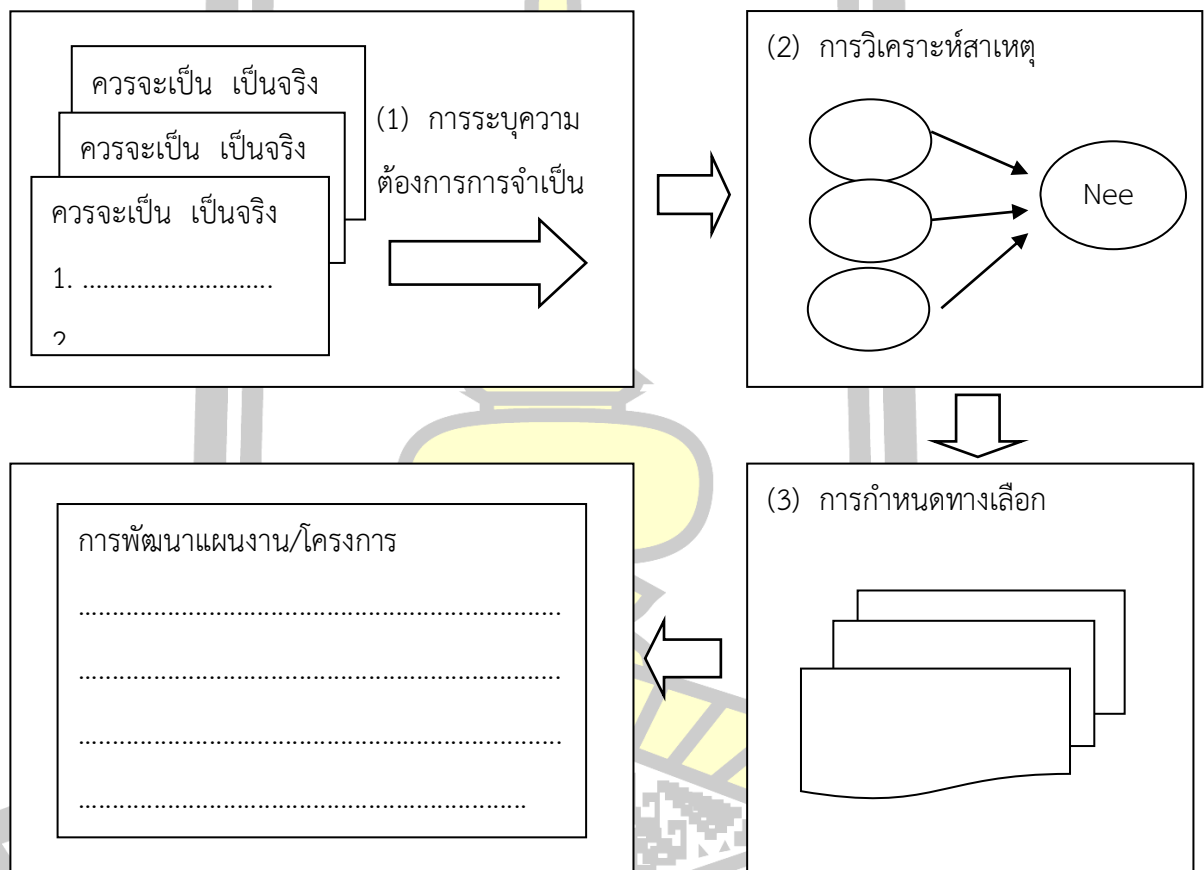 ควรจะเป็น เป็นจริง
ควรจะเป็น เป็นจริง
ควรจะเป็น เป็นจริง
1. ............................
2
(1) การระบุความ
ต้องการการจำเป็น
(2) การวิเคราะห์สาเหตุ
Nee
(3) การกำหนดทางเลือก
การพัฒนาแผนงาน/โครงการ
........................................................................
........................................................................
........................................................................
...................................................................